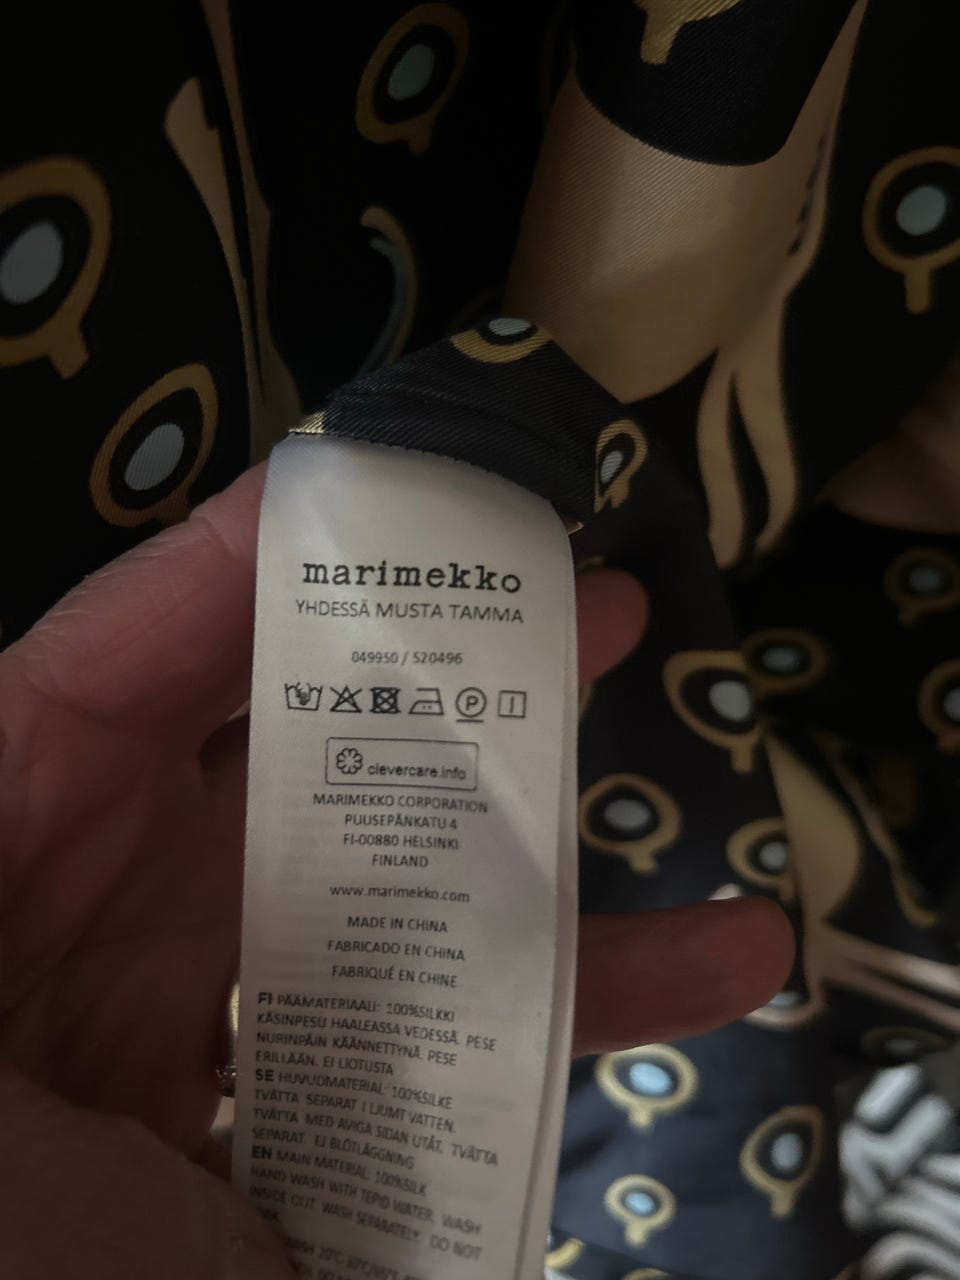 marimekko
YHDESSÄ MUSTA TAMMA
049950 / 520496
P
clevercare.info
MARIMEKKO CORPORATION
PUUSEPÄNKATU 4
FI-00880 HELSINKI
FINLAND
www.marimekko.com
MADE IN CHINA
FABRICADO EN CHINA
FABRIQUÉ EN CHINE
FI PÄÄMATERIAALI: 100%SILKKI
KÄSINPESU HAALEASSA VEDESSÄ. PESE
NURINPÄIN KÄÄNNETTYNÄ. PESE
ERILLÄÄN. EI LIOTUSTA
SE HUVUDMATERIAL: 100%SILKE
TVÄTTA SEPARAT I LJUMT VATTEN.
TVÄTTA MED AVIGA SIDAN UTÅT. TVÄTTA
SEPARAT. EJ BLÖTLÄGGNING
EN MAIN MATERIAL: 100%SILK
HAND WASH WITH TEPID WATER. WASH
INSIDE OUT. WASH SEPARATELY. DO NOT